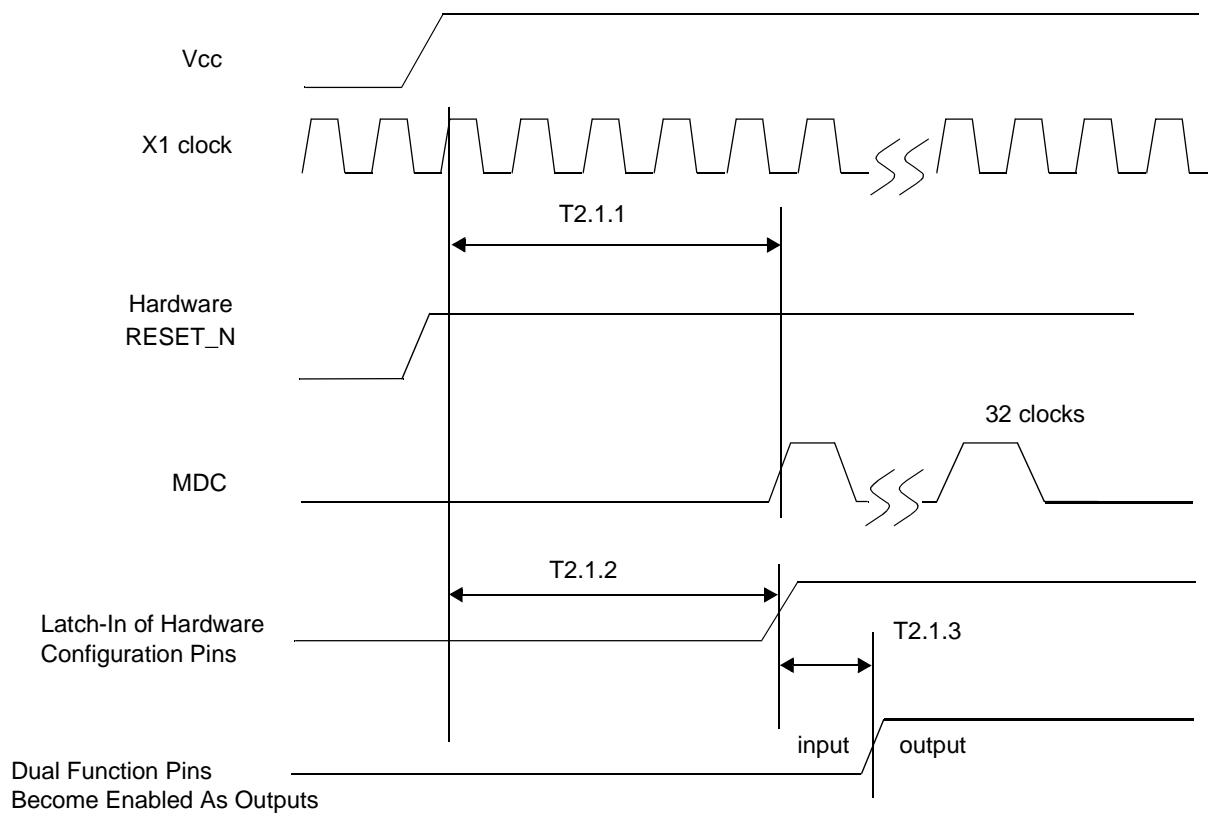 Vcc
X1 clock
T2.1.1
Hardware
RESET_N
32 clocks
MDC
T2.1.2
Latch-In of Hardware
Configuration Pins
T2.1.3
input
output
Dual Function Pins
Become Enabled As Outputs